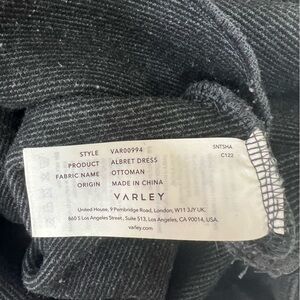 STYLE VAR00994
PRODUCT ALBRET DRESS
FABRIC NAME OTTOMAN
ORIGIN MADE IN CHINA
SNTSHA
C122
VARLEY
United House, 9 Pembridge Road, London, W11 3JY UK.
860 S Los Angeles Street, Suite 513, Los Angeles, CA 90014, USA.
varley.com